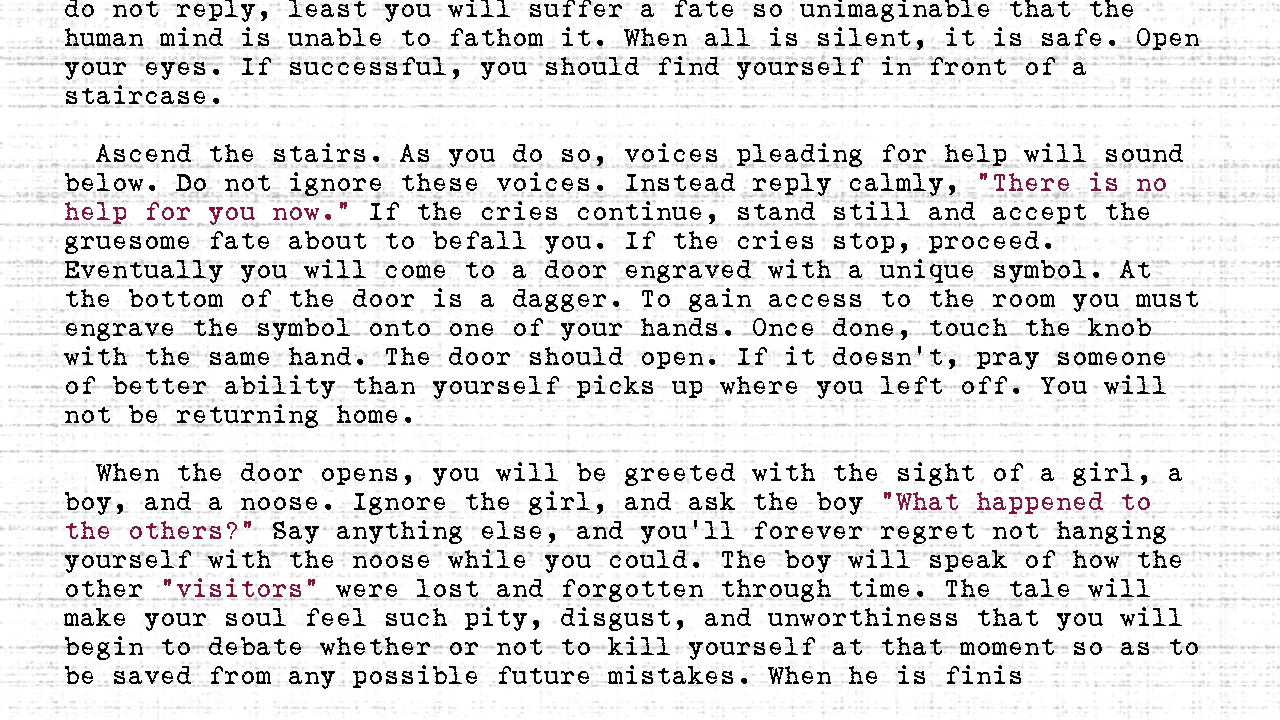 do not reply, least you will suffer a fate so unimaginable that the
human mind is unable to fathom it. When all is silent, it is safe. Open
your eyes. If successful, you should find yourself in front of a
staircase.
Ascend the stairs. As you do so, voices pleading for help will sound
below. Do not ignore these voices. Instead reply calmly, "There is no
help for you now." If the cries continue, stand still and accept the
gruesome fate about to befall you. If the cries stop, proceed.
Eventually you will come to a door engraved with a unique symbol. At
the bottom of the door is a dagger. To gain access to the room you must
engrave the symbol onto one of your hands. Once done, touch the knob
with the same hand. The door should open. If it doesn't, pray someone
of better ability than yourself picks up where you left off. You will
not be returning home.
When the door opens, you will be greeted with the sight of a girl, a
boy, and a noose. Ignore the girl, and ask the boy "What happened to
the others?" Say anything else, and you'll forever regret not hanging
yourself with the noose while you could. The boy will speak of how the
other "visitors" were lost and forgotten through time. The tale will
make your soul feel such pity, disgust, and unworthiness that you will
begin to debate whether or not to kill yourself at that moment so as to
be saved from any possible future mistakes. When he is finis